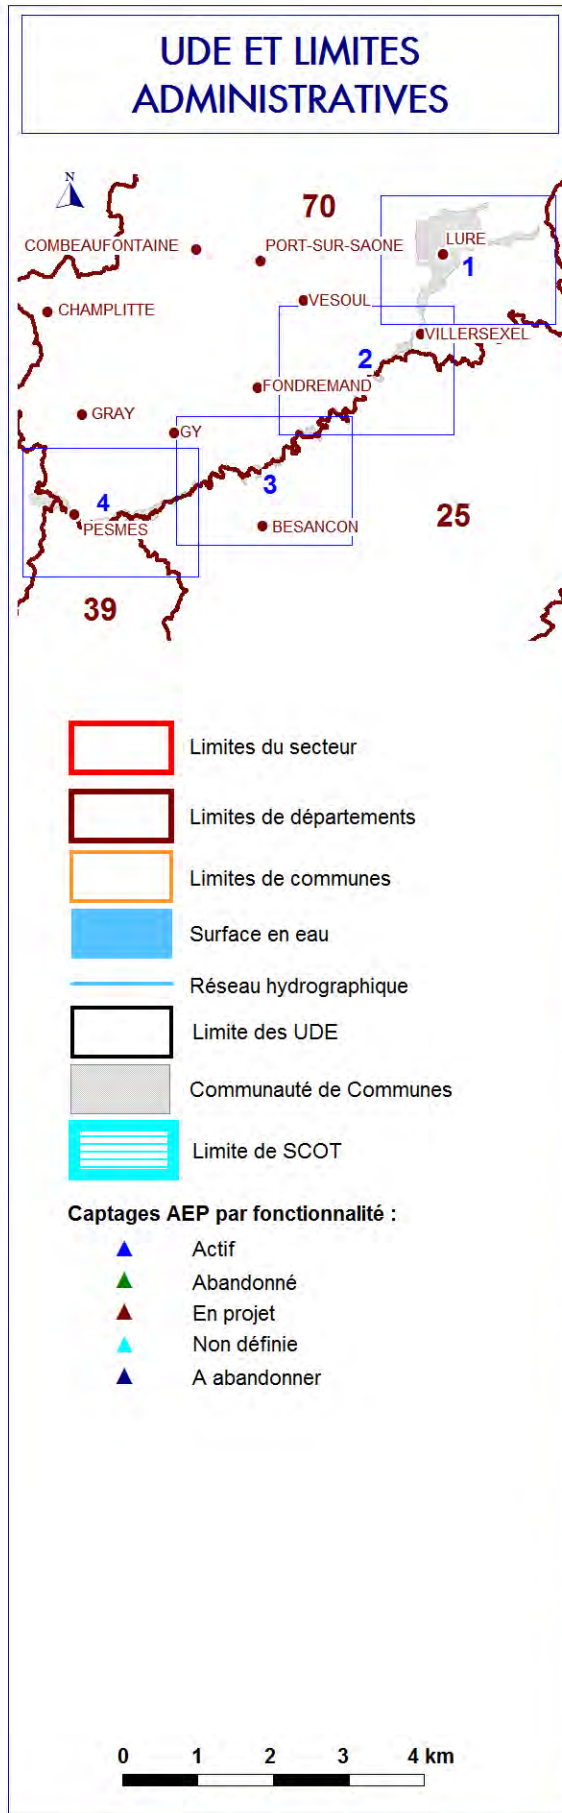 UDE ET LIMITES
ADMINISTRATIVES
N
70
COMBEAUFONTAINE
PORT-SUR-SAONE
LURE
1
VESOUL
CHAMPLITTE
VILLERSEXEL
2
FONDREMAND
GRAY
GY
3
4
PESMES
BESANCON
25
39
Limites du secteur
Limites de départements
Limites de communes
Surface en eau
Réseau hydrographique
Limite des UDE
Communauté de Communes
Limite de SCOT
Captages AEP par fonctionnalité :
Actif
Abandonné
En projet
Non définie
A abandonner
0 1 2 3 4 km